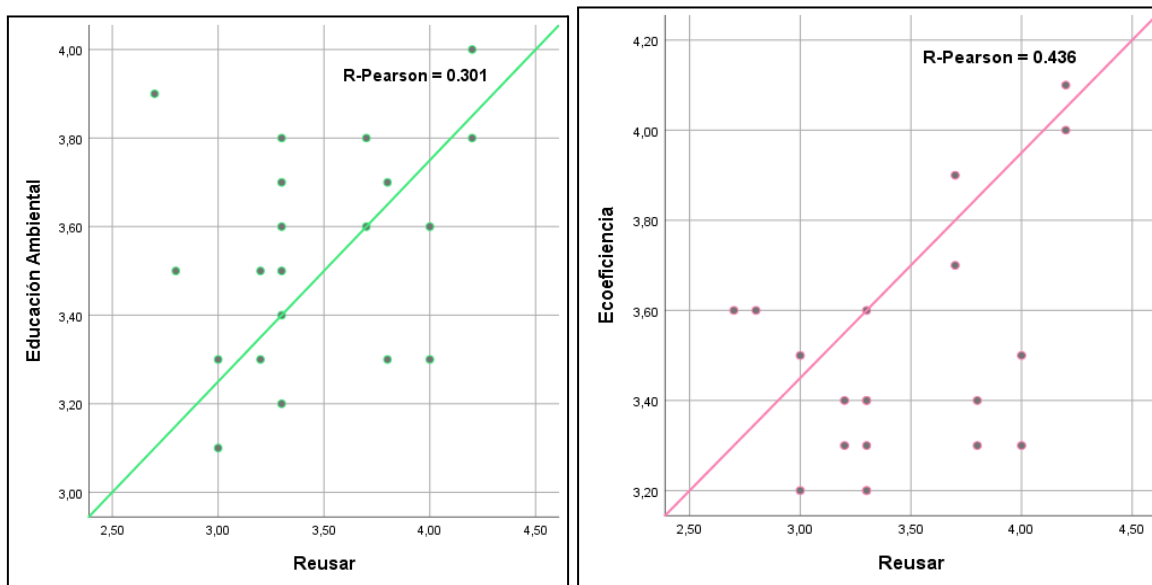 4,00
R-Pearson = 0.301
3,80
3,60
3,40
3,20
3,00
Educación Ambiental
2,50 3,00 3,50 4,00 4,50
Reusar
4,20
R-Pearson = 0.436
4,00
3,80
3,60
3,40
3,20
Ecoeficiencia
2,50 3,00 3,50 4,00 4,50
Reusar